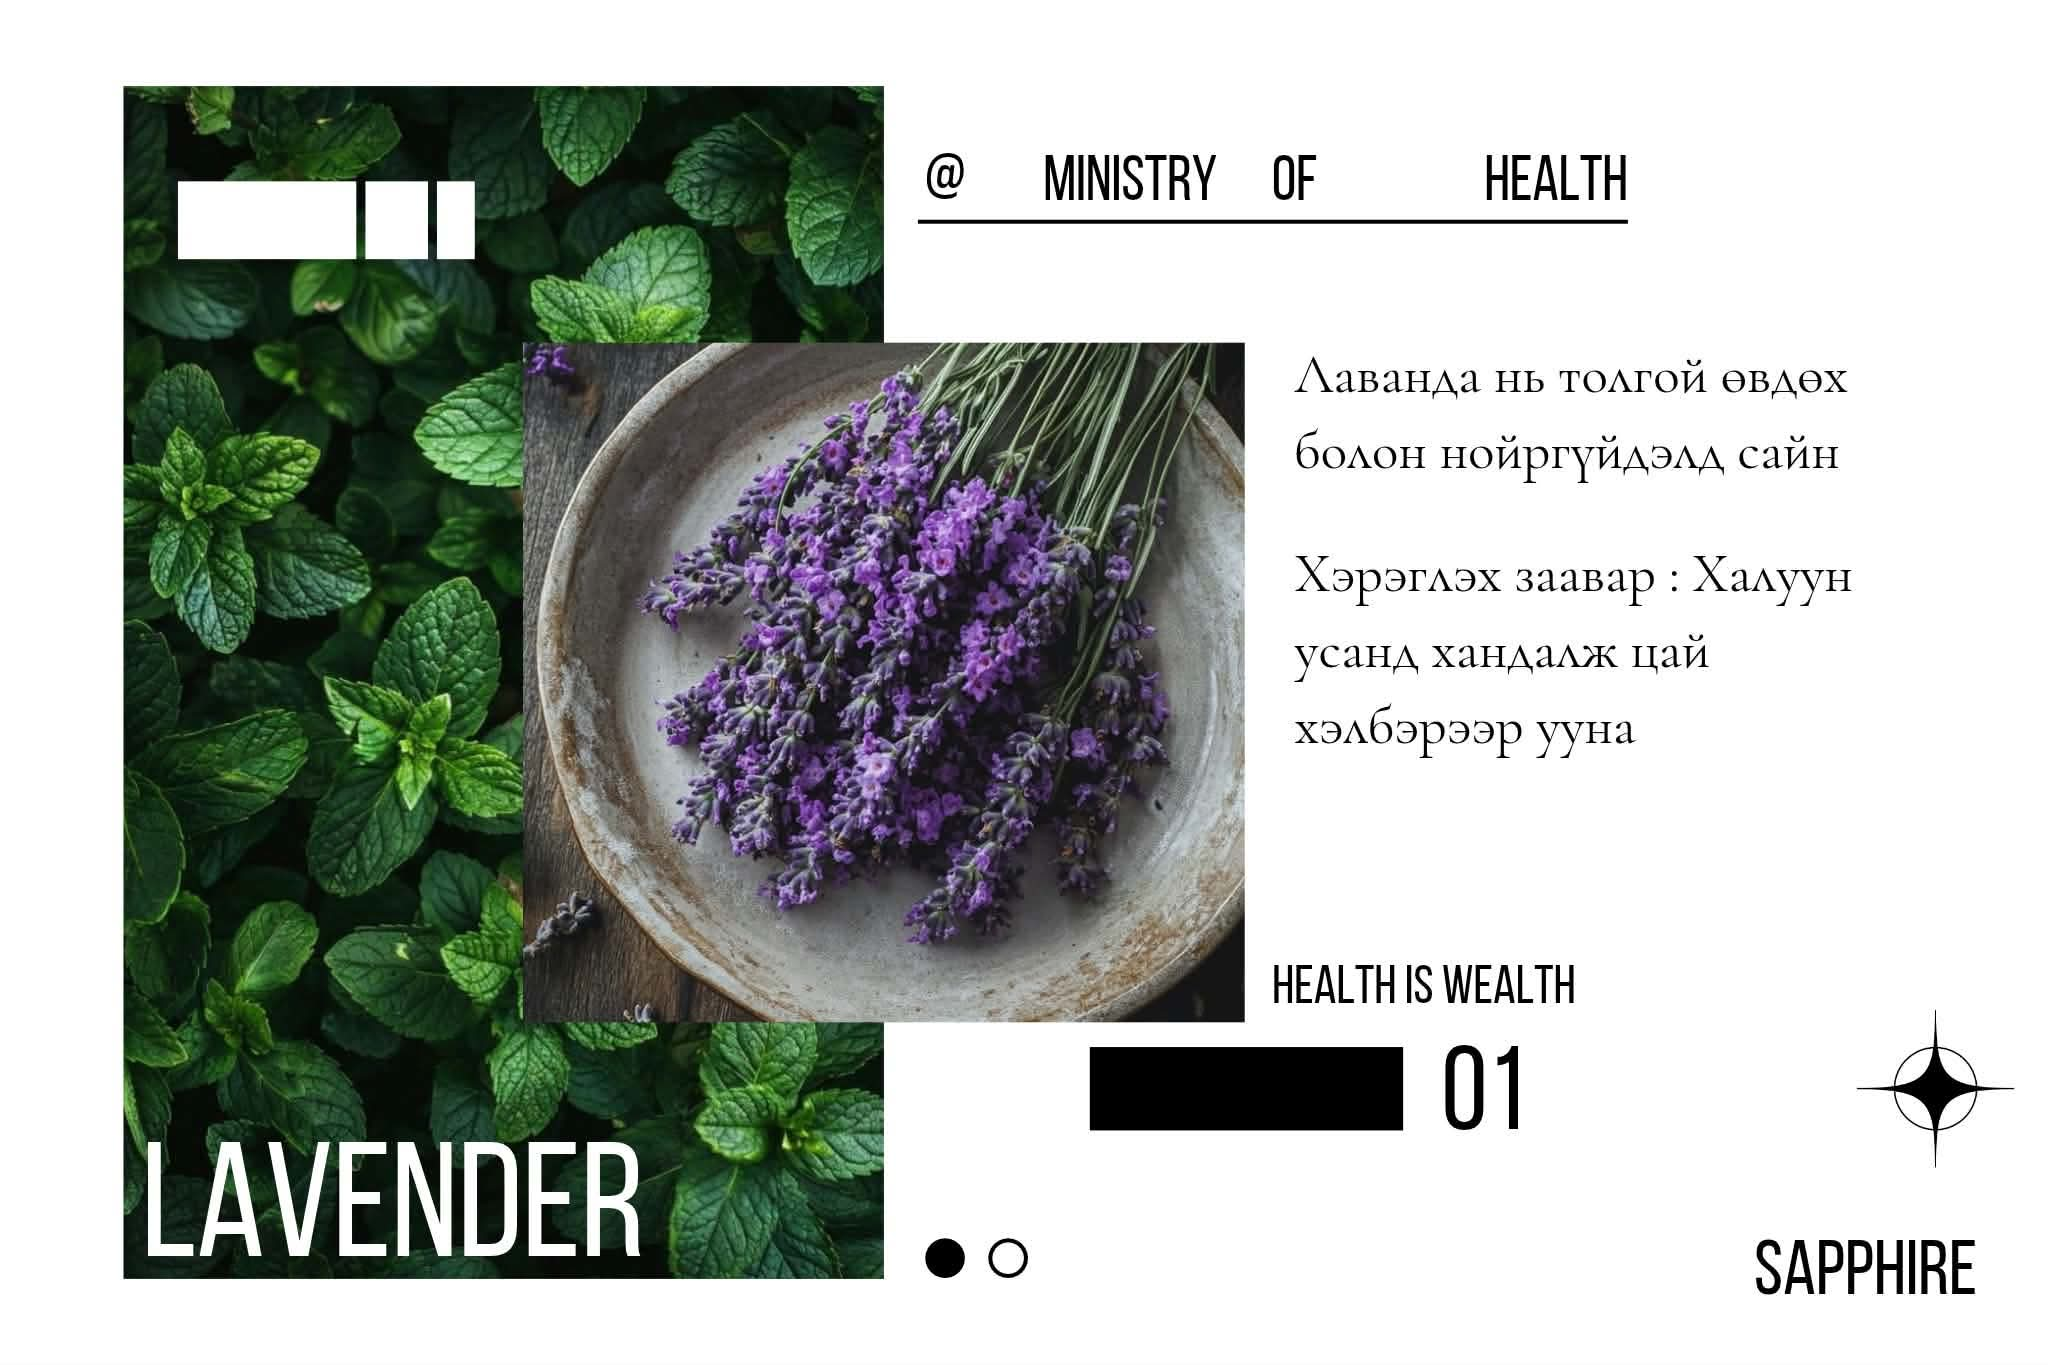 @ MINISTRY OF HEALTH
Лаванда нь толгой өвдөх
болон нойргүйдэлд сайн
Хэрэглэх заавар : Халуун
усанд хандалж цай
хэлбэрээр ууна
HEALTH IS WEALTH
01
LAVENDER
SAPPHIRE